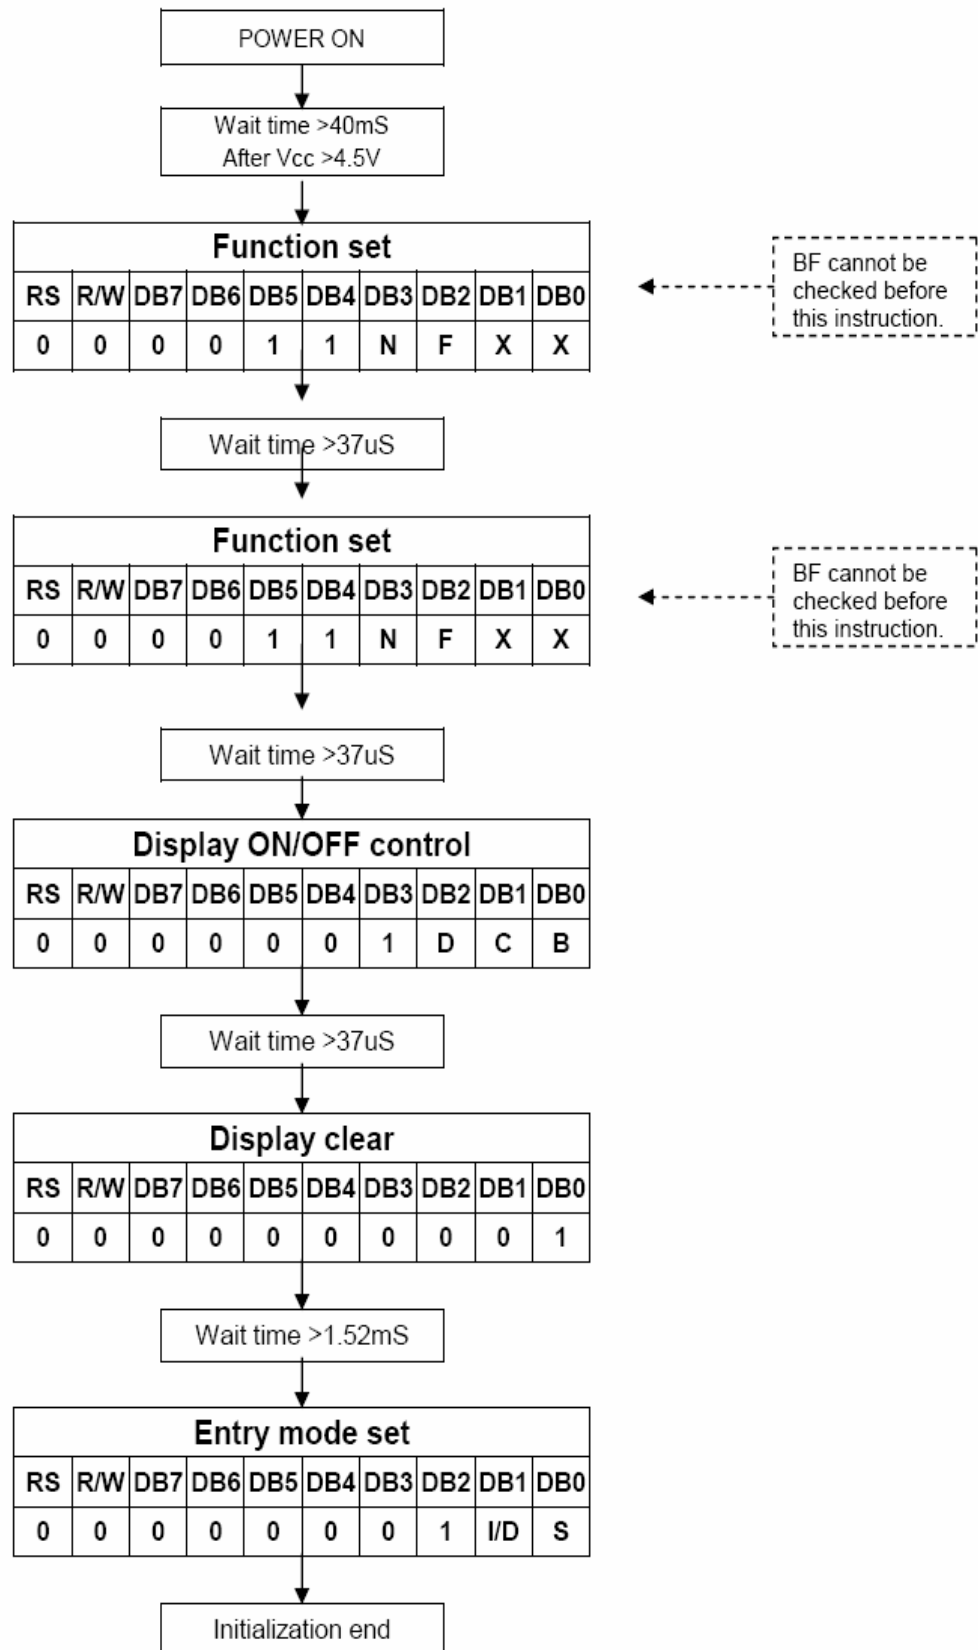 POWER ON
Wait time >40mS
After Vcc >4.5V
Function set
RS R/W DB7 DB6 DB5 DB4 DB3 DB2 DB1 DB0
0 0 0 0 1 1 N F X X
BF cannot be
checked before
this instruction.
Wait time >37uS
Function set
RS R/W DB7 DB6 DB5 DB4 DB3 DB2 DB1 DB0
0 0 0 0 1 1 N F X X
BF cannot be
checked before
this instruction.
Wait time >37uS
Display ON/OFF control
RS R/W DB7 DB6 DB5 DB4 DB3 DB2 DB1 DB0
0 0 0 0 0 0 1 D C B
Wait time >37uS
Display clear
RS R/W DB7 DB6 DB5 DB4 DB3 DB2 DB1 DB0
0 0 0 0 0 0 0 0 0 1
Wait time >1.52mS
Entry mode set
RS R/W DB7 DB6 DB5 DB4 DB3 DB2 DB1 DB0
0 0 0 0 0 0 0 1 I/D S
Initialization end